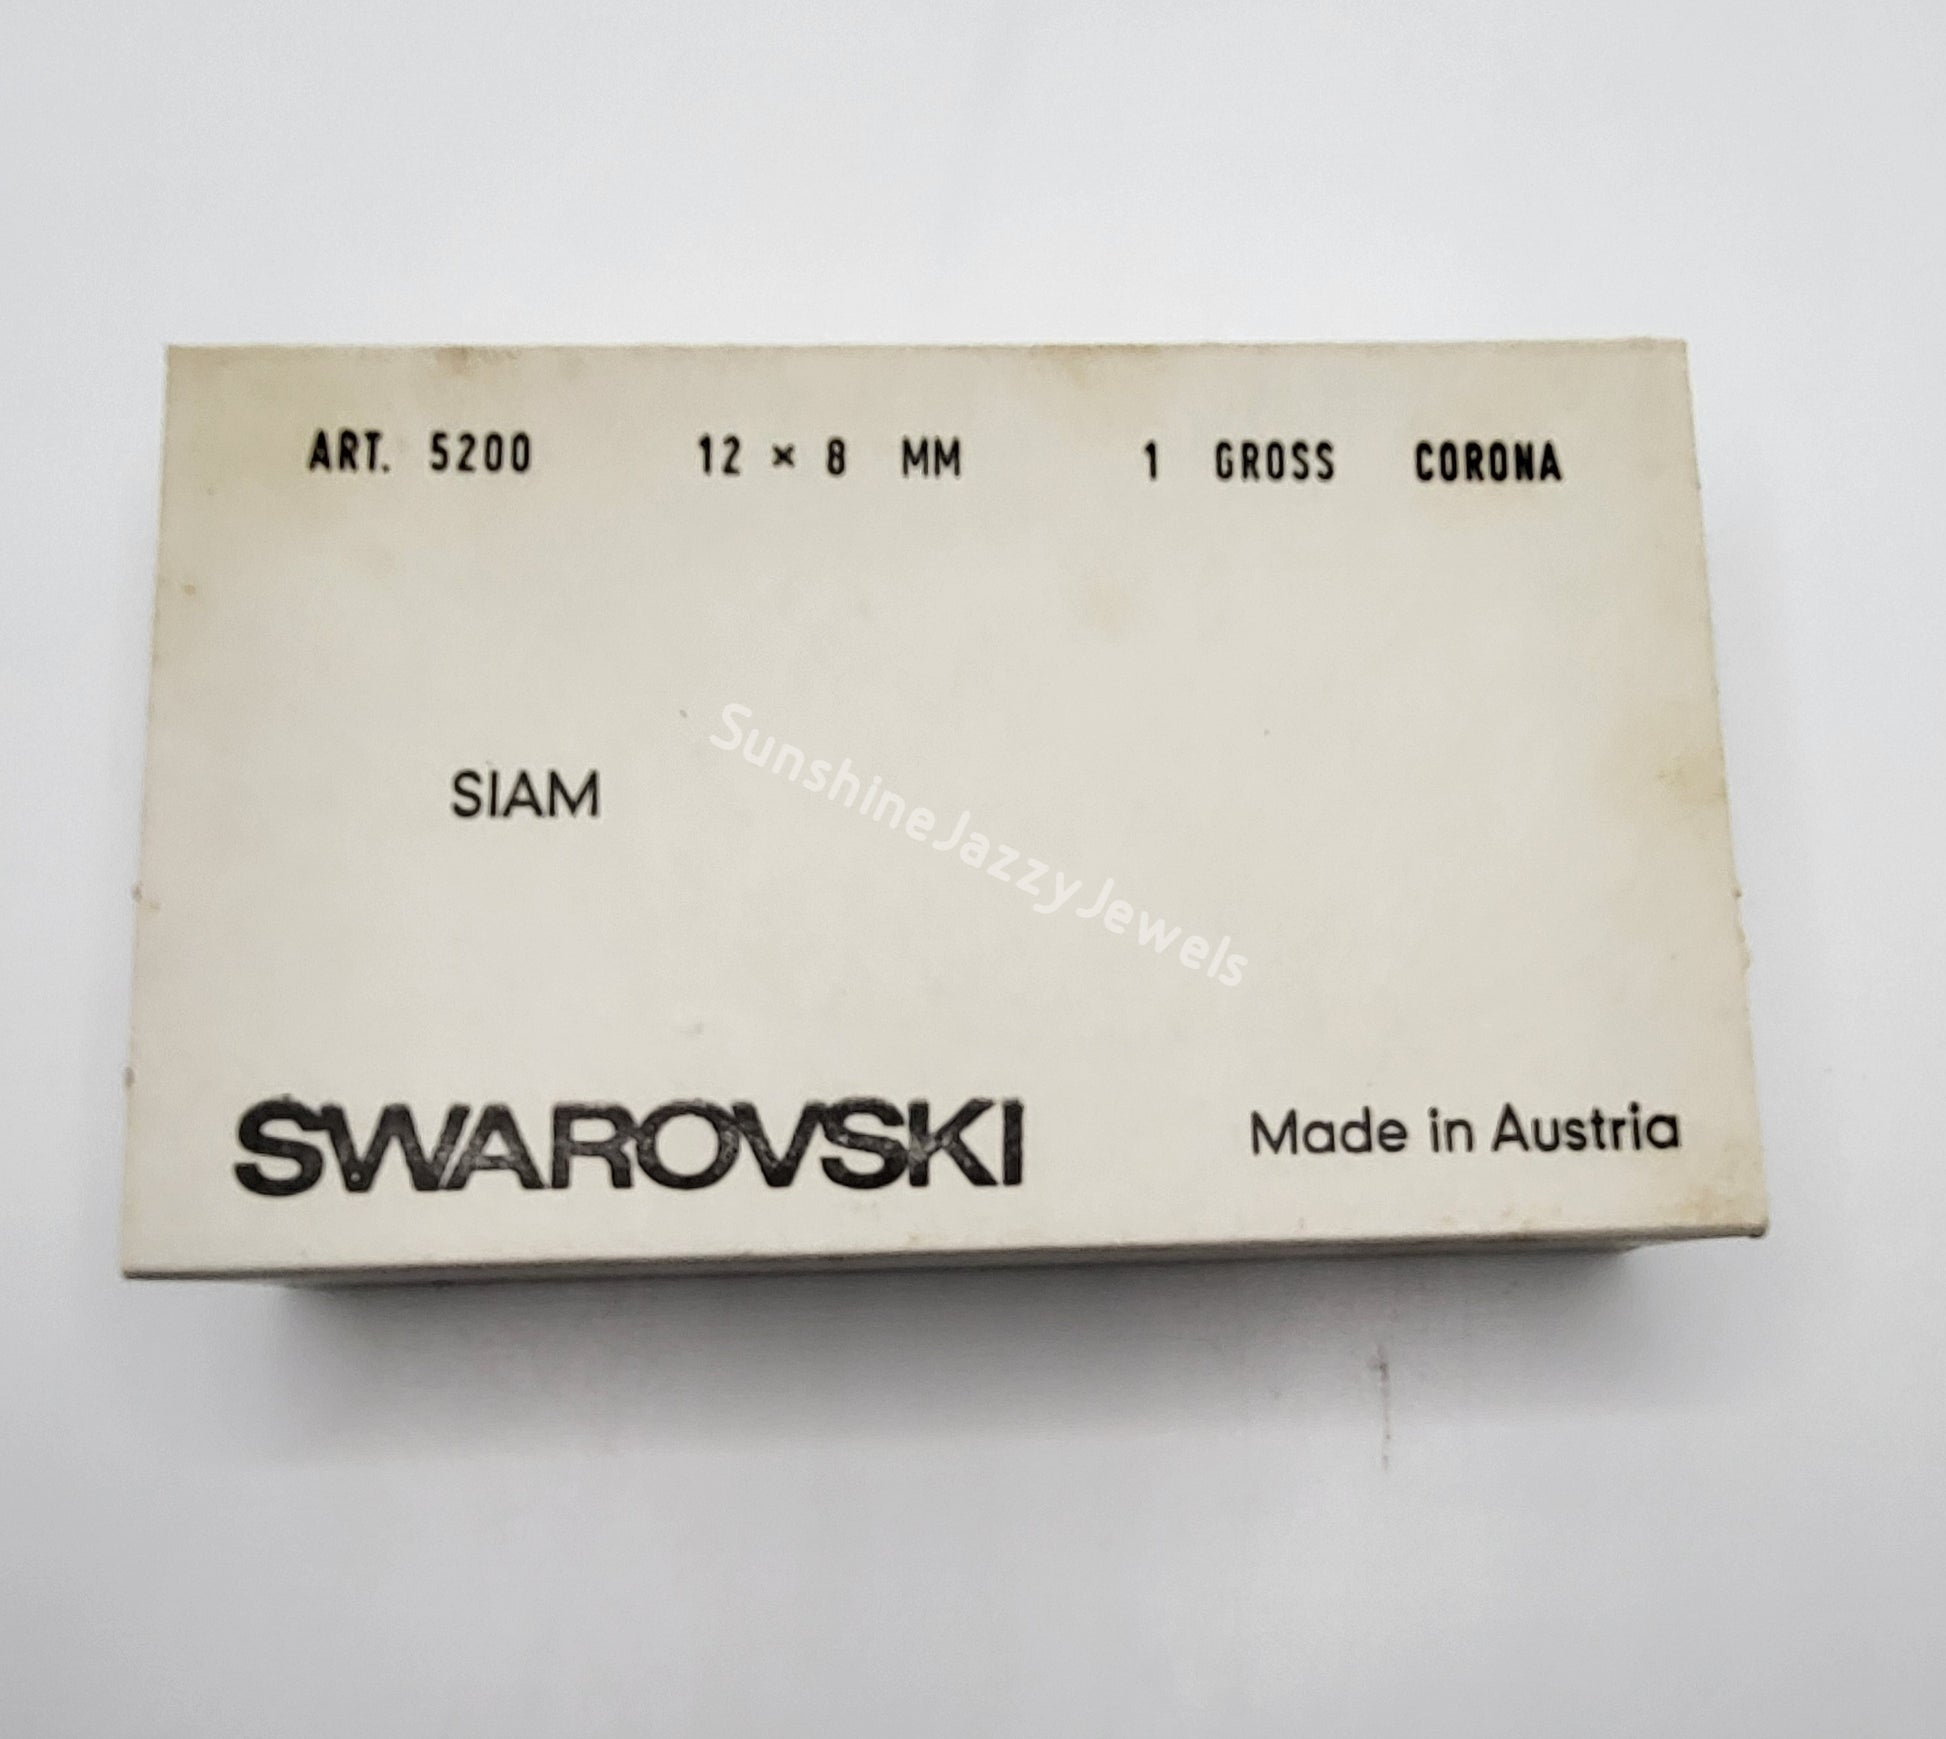 ART. 5200 12 × 8 MM 1 GROSS CORONA
SIAM
SunshineJazzyJewels
SWAROVSKI Made in Austria